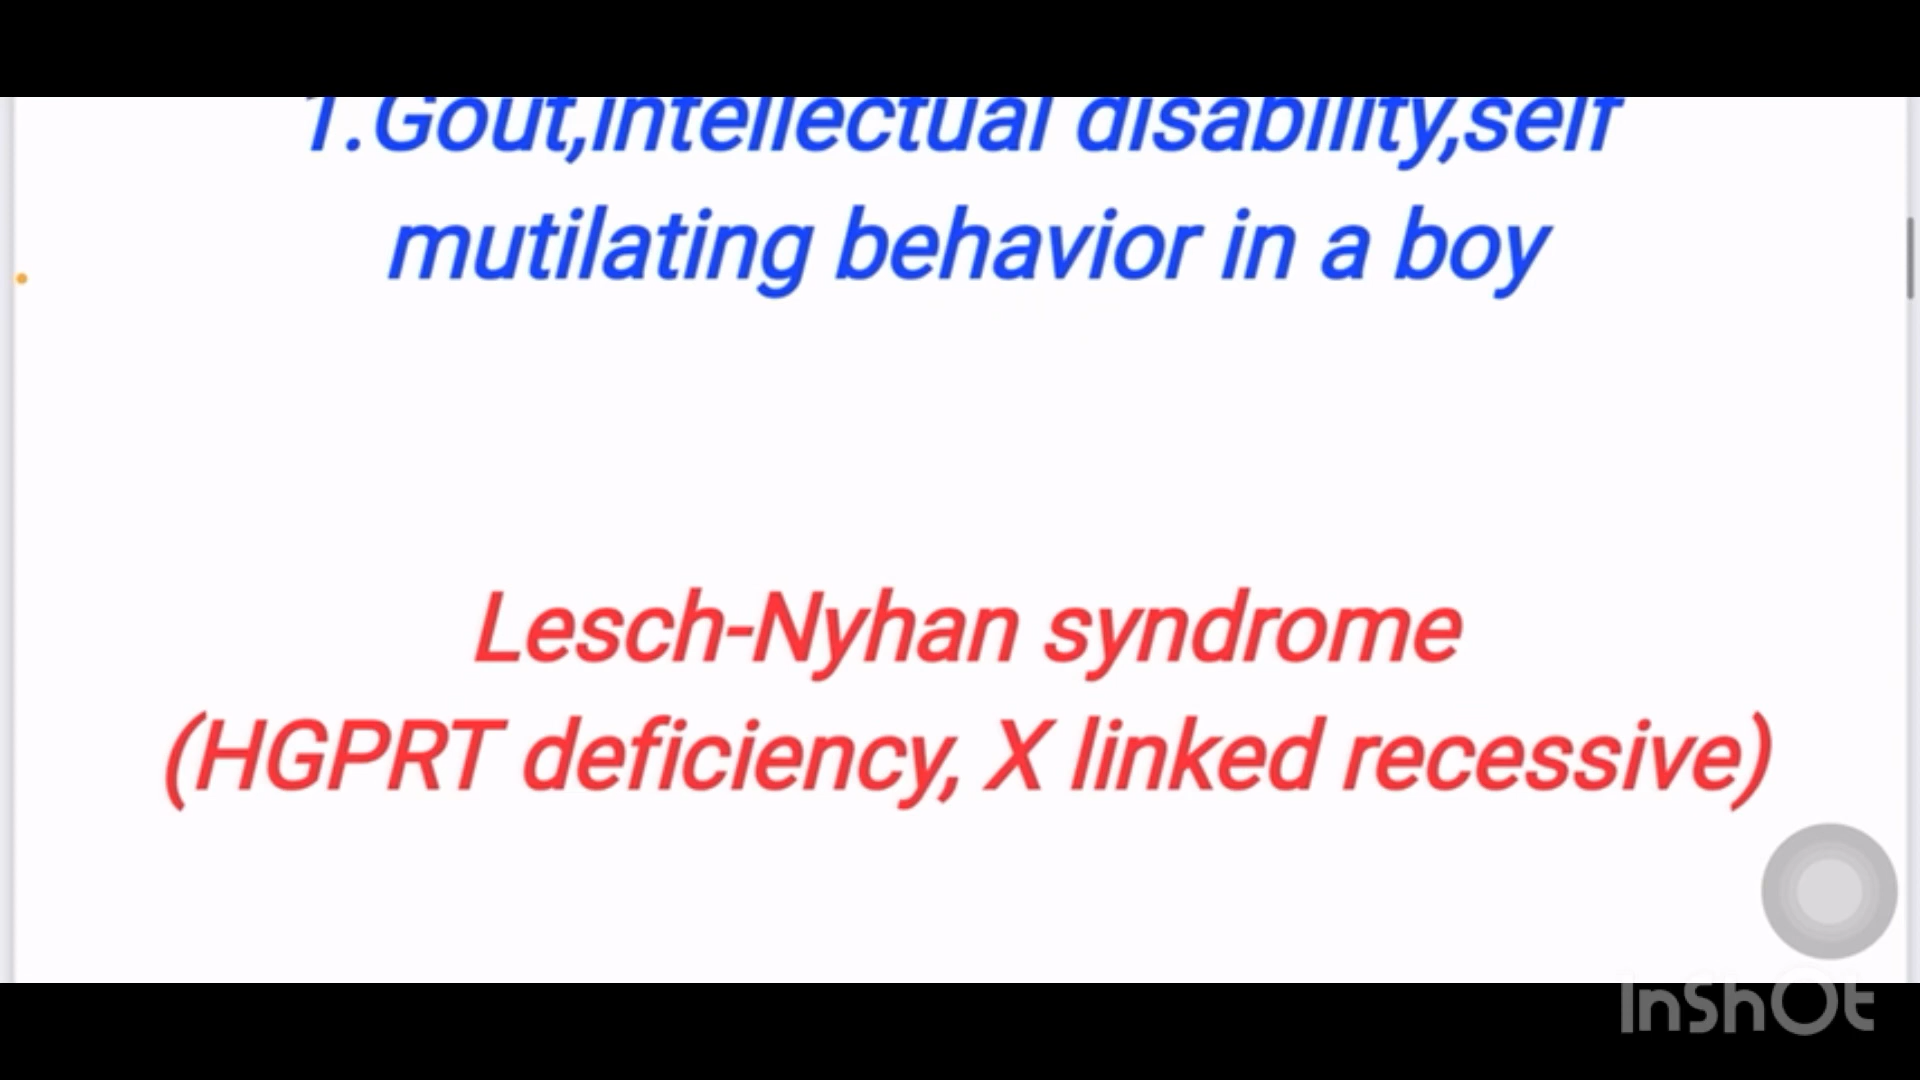 1.Gout,intellectual disability,self
mutilating behavior in a boy
Lesch-Nyhan syndrome
(HGPRT deficiency, X linked recessive)
InShOt